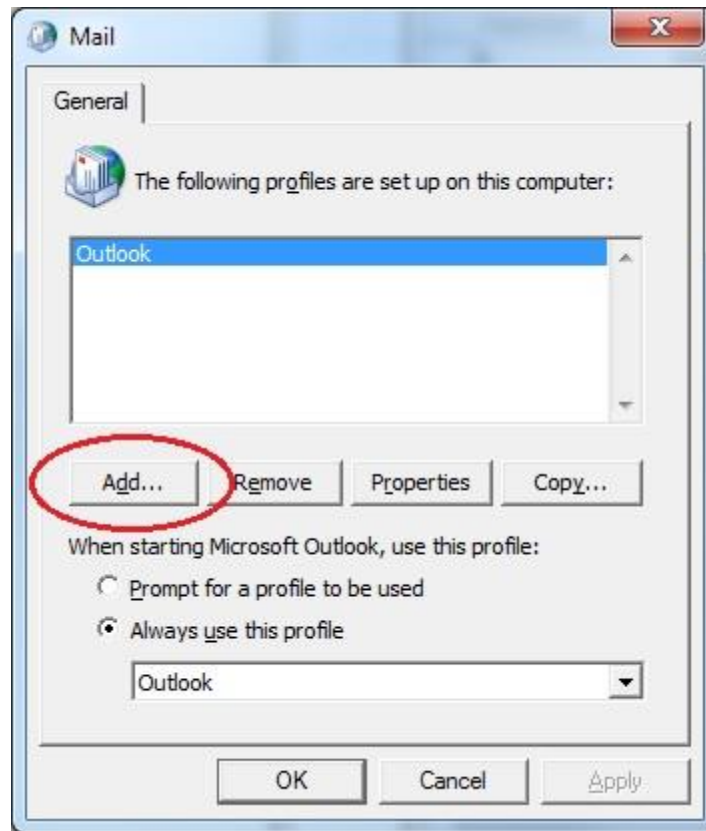 Mail
General
The following profiles are set up on this computer:
Outlook
Add...
Remove
Properties
Copy...
When starting Microsoft Outlook, use this profile:
Prompt for a profile to be used
Always use this profile
Outlook
OK
Cancel
Apply